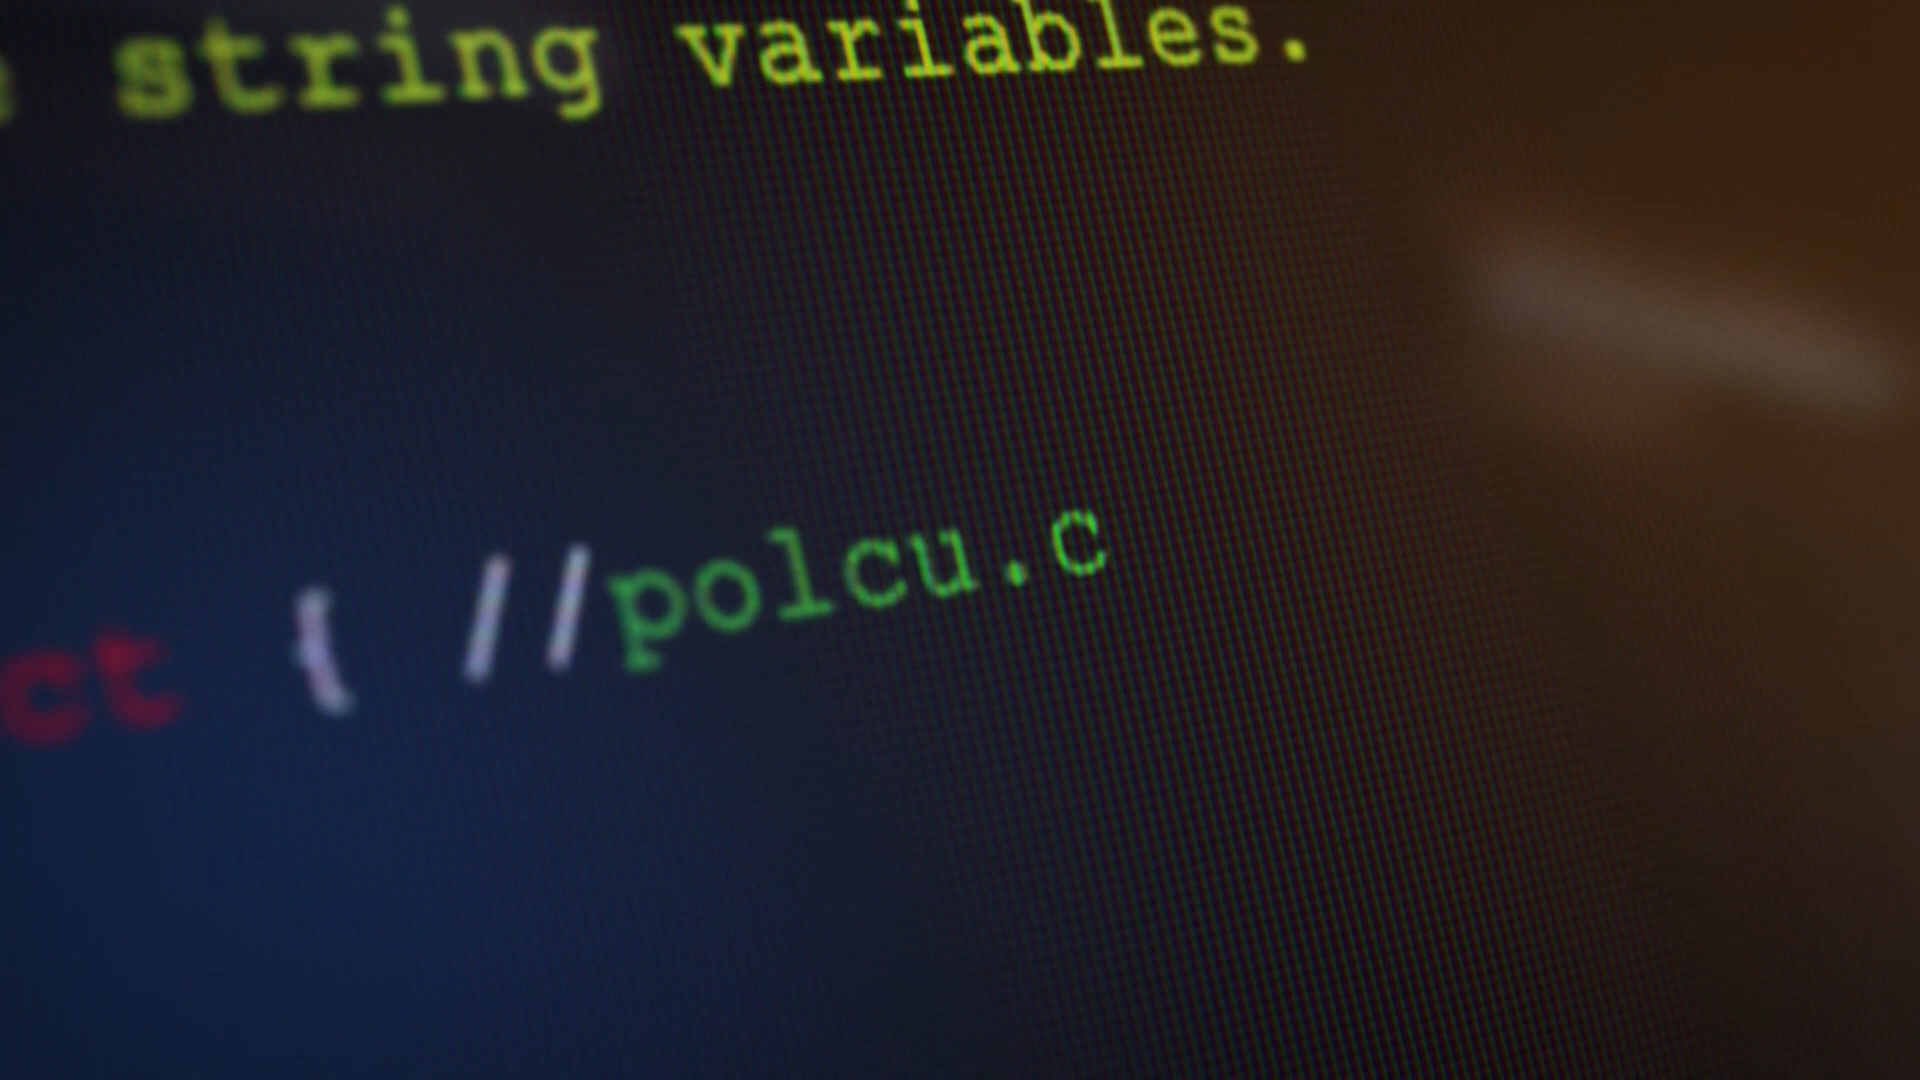 string variables.
ct { //polcu.c